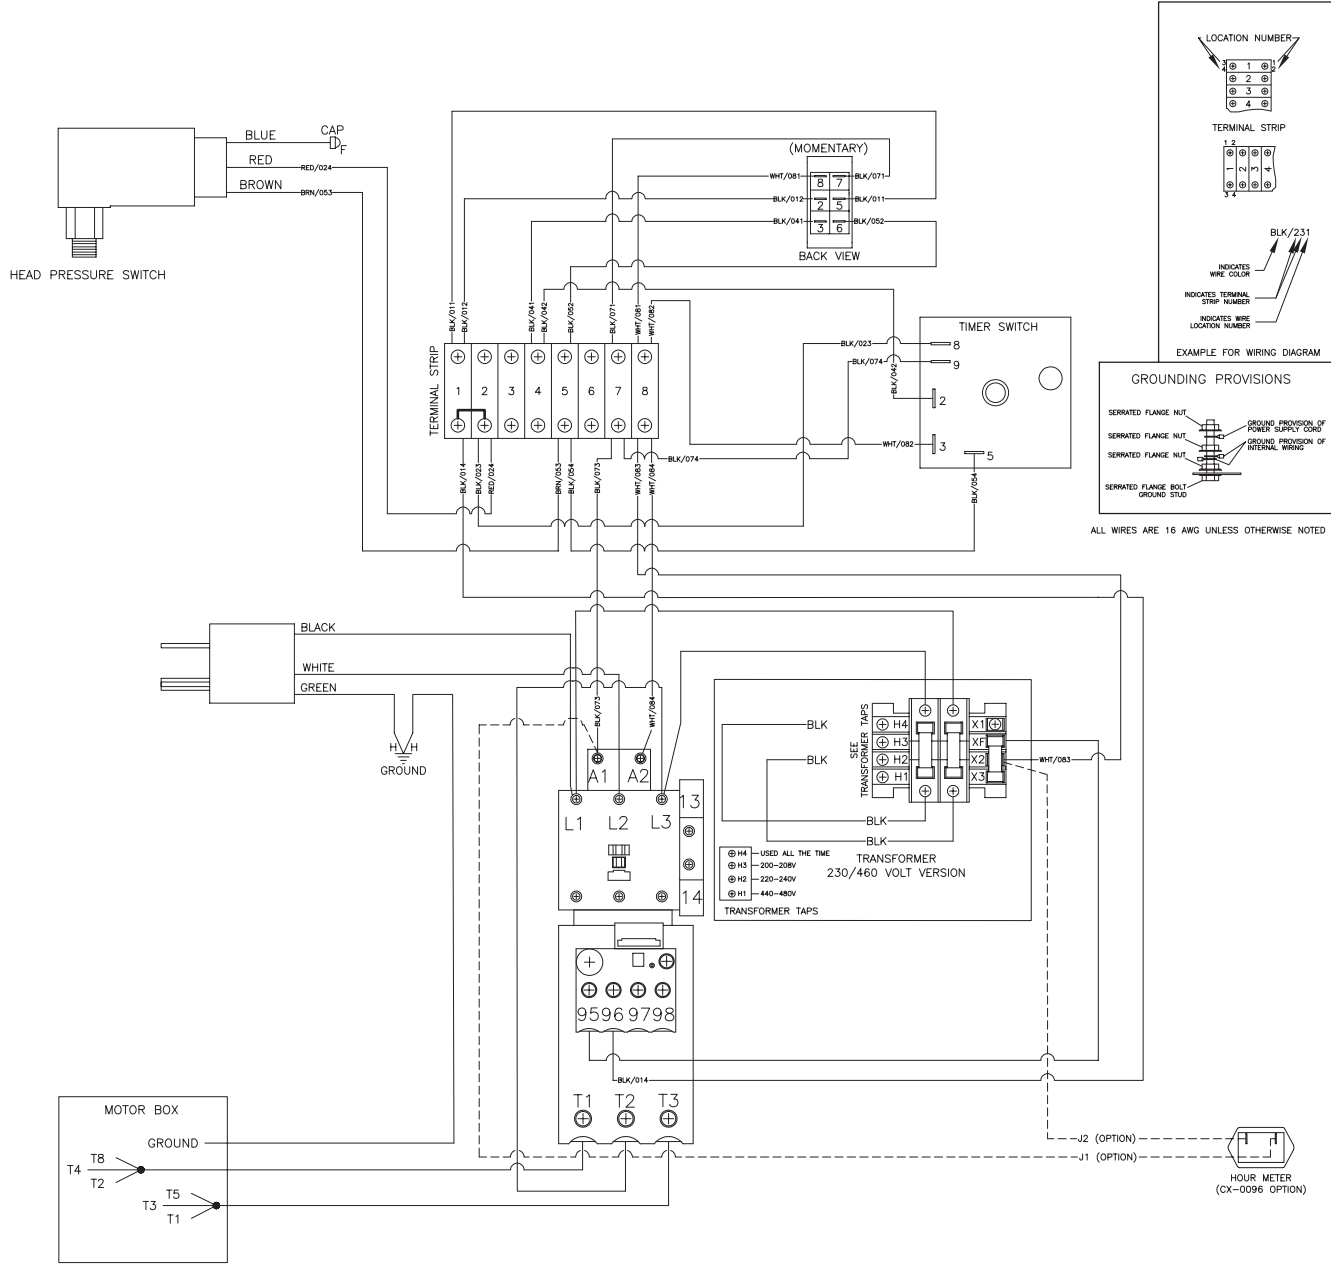 LOCATION NUMBER
3 1
4 1 2
2
3
4
TERMINAL STRIP
1 2
1 2 3 4
3 4
BLK/231
INDICATES
WIRE COLOR
INDICATES TERMINAL
STRIP NUMBER
INDICATES WIRE
LOCATION NUMBER
EXAMPLE FOR WIRING DIAGRAM
GROUNDING PROVISIONS
SERRATED FLANGE NUT
GROUND PROVISION OF
POWER SUPPLY CORD
SERRATED FLANGE NUT
GROUND PROVISION OF
INTERNAL WIRING
SERRATED FLANGE NUT
SERRATED FLANGE BOLT
GROUND STUD
ALL WIRES ARE 16 AWG UNLESS OTHERWISE NOTED
BLUE
CAP
F
RED
RED/024
BROWN
BRN/053
HEAD PRESSURE SWITCH
(MOMENTARY)
WHT/081 8 7 BLK/071
BLK/012 2 5 BLK/011
BLK/041 3 6 BLK/052
BACK VIEW
BLK/011
BLK/012
BLK/041
BLK/042
BLK/052
BLK/071
WHT/081
WHT/082
TERMINAL STRIP
1 2 3 4 5 6 7 8
BLK/014
BLK/023
RED/024
BRN/053
BLK/054
BLK/073
BLK/074
WHT/083
WHT/084
TIMER SWITCH
BLK/023 8
BLK/074 9
BLK/042
2
WHT/082 3
5
BLK/054
BLACK
WHITE
GREEN
H H
GROUND
BLK/073
WHT/084
A1 A2
L1 L2 L3
13
14
95 96 97 98
BLK/014
T1 T2 T3
BLK
BLK
BLK
BLK
SEE
TRANSFORMER TAPS
H4 X1
H3 XF
H2 X2
H1 X3
WHT/083
TRANSFORMER
230/460 VOLT VERSION
H4 USED ALL THE TIME
H3 200-208V
H2 220-240V
H1 440-480V
TRANSFORMER TAPS
MOTOR BOX
GROUND
T8
T4
T2
T5
T3
T1
J2 (OPTION)
J1 (OPTION)
HOUR METER
(CX-0096 OPTION)